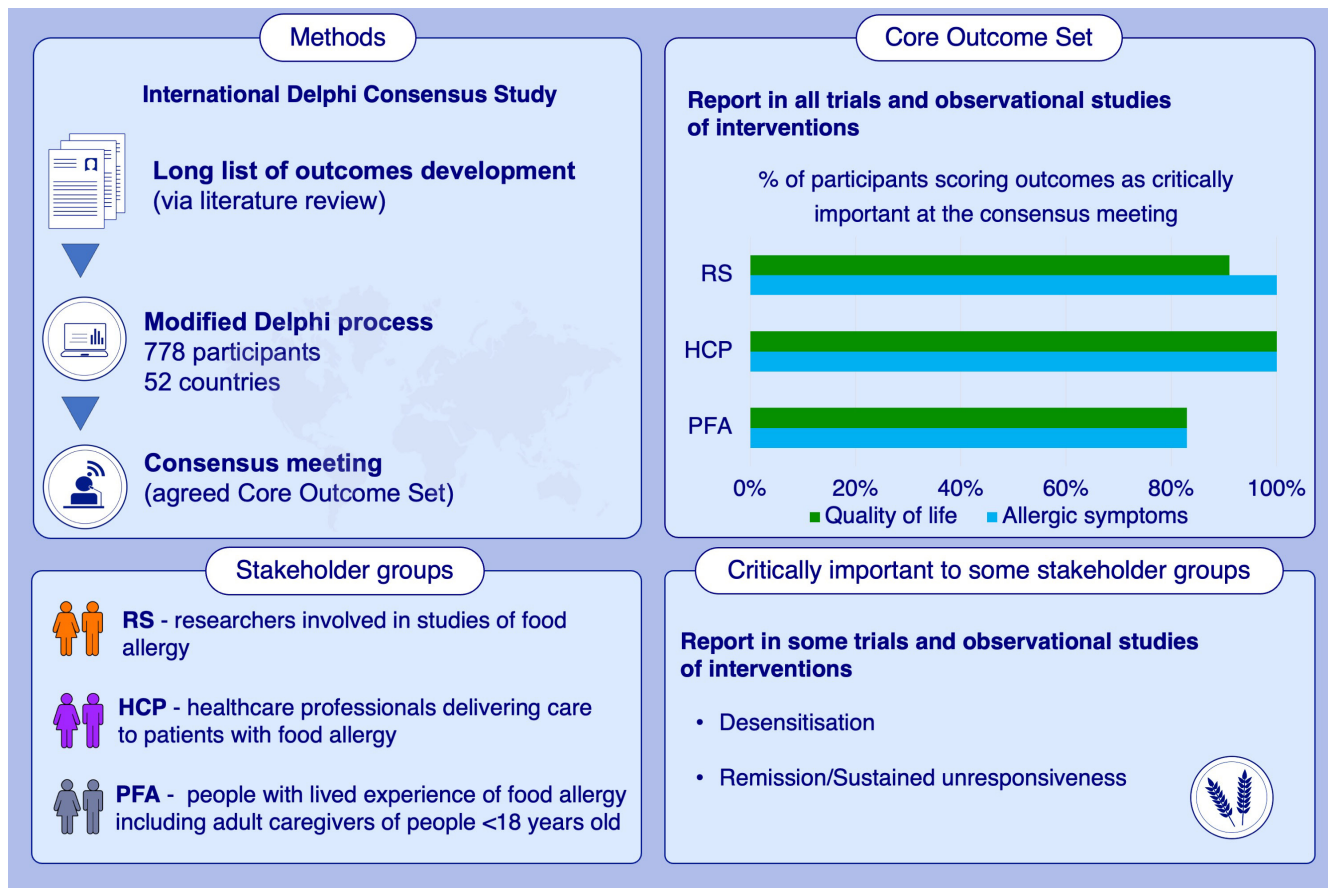 Methods
International Delphi Consensus Study
Long list of outcomes development
(via literature review)
Modified Delphi process
778 participants
52 countries
Consensus meeting
(agreed Core Outcome Set)
Core Outcome Set
Report in all trials and observational studies
of interventions
% of participants scoring outcomes as critically
important at the consensus meeting
RS
HCP
PFA
0% 20% 40% 60% 80% 100%
Quality of life Allergic symptoms
Stakeholder groups
RS - researchers involved in studies of food
allergy
HCP - healthcare professionals delivering care
to patients with food allergy
PFA - people with lived experience of food allergy
including adult caregivers of people <18 years old
Critically important to some stakeholder groups
Report in some trials and observational studies
of interventions
• Desensitisation
• Remission/Sustained unresponsiveness